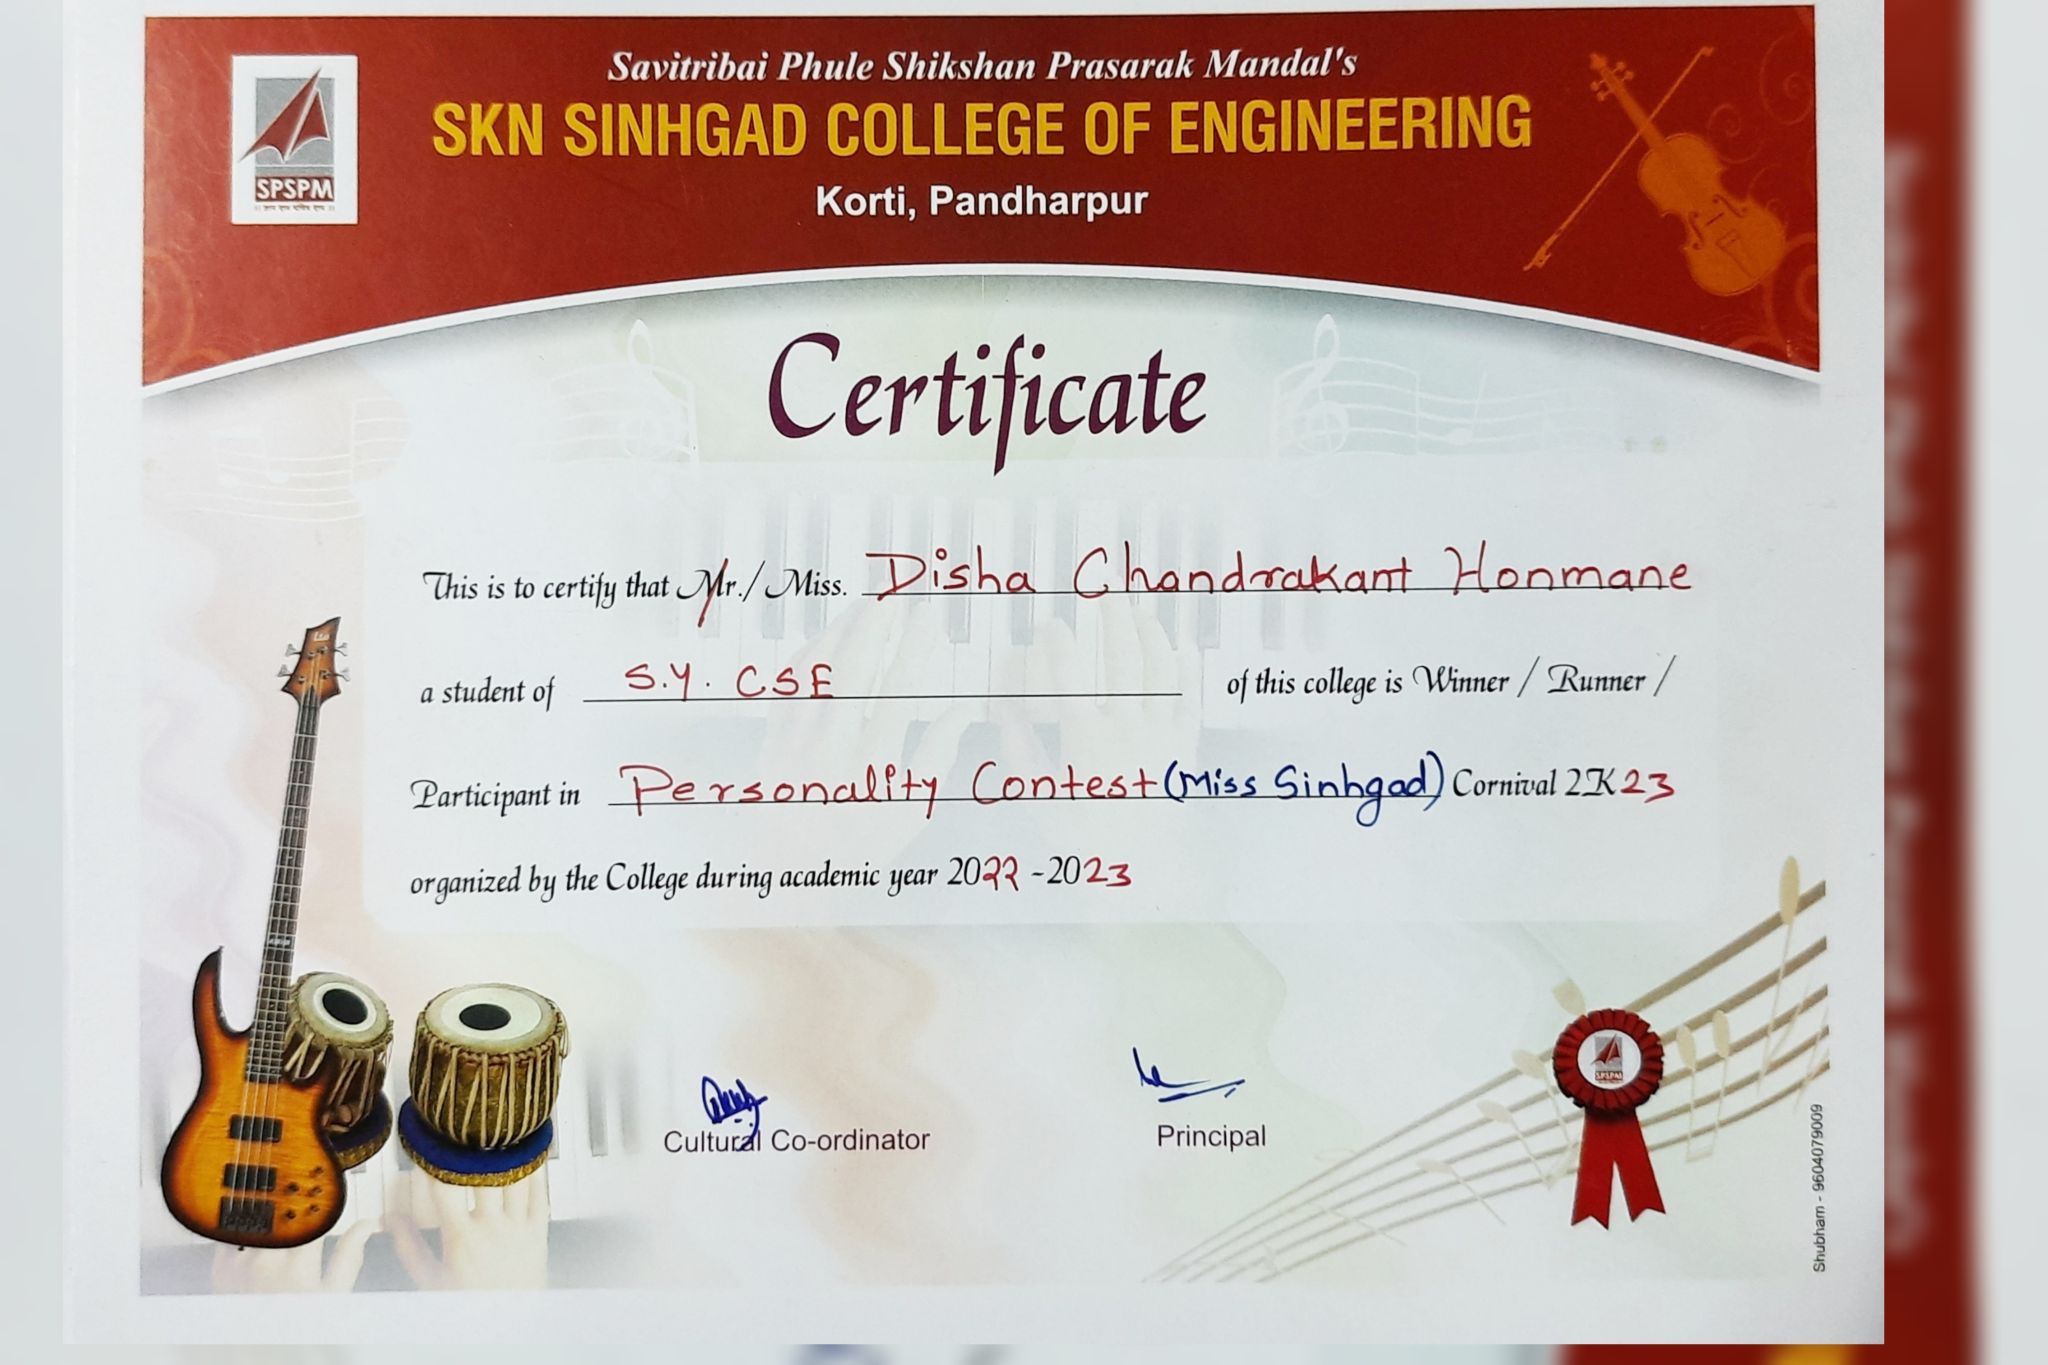 Savitribai Phule Shikshan Prasarak Mandal's
SKN SINHGAD COLLEGE OF ENGINEERING
Korti, Pandharpur
SPSPM
Certificate
This is to certify that Mr./ Miss. Disha Chandrakant Honmane
a student of S.Y. CSE of this college is Winner / Runner /
Participant in Personality Contest (Miss Sinhgad) Cornival 2K23
organized by the College during academic year 2022 -2023
Cultural Co-ordinator
Principal
SPSPM
Shubham - 9604079009